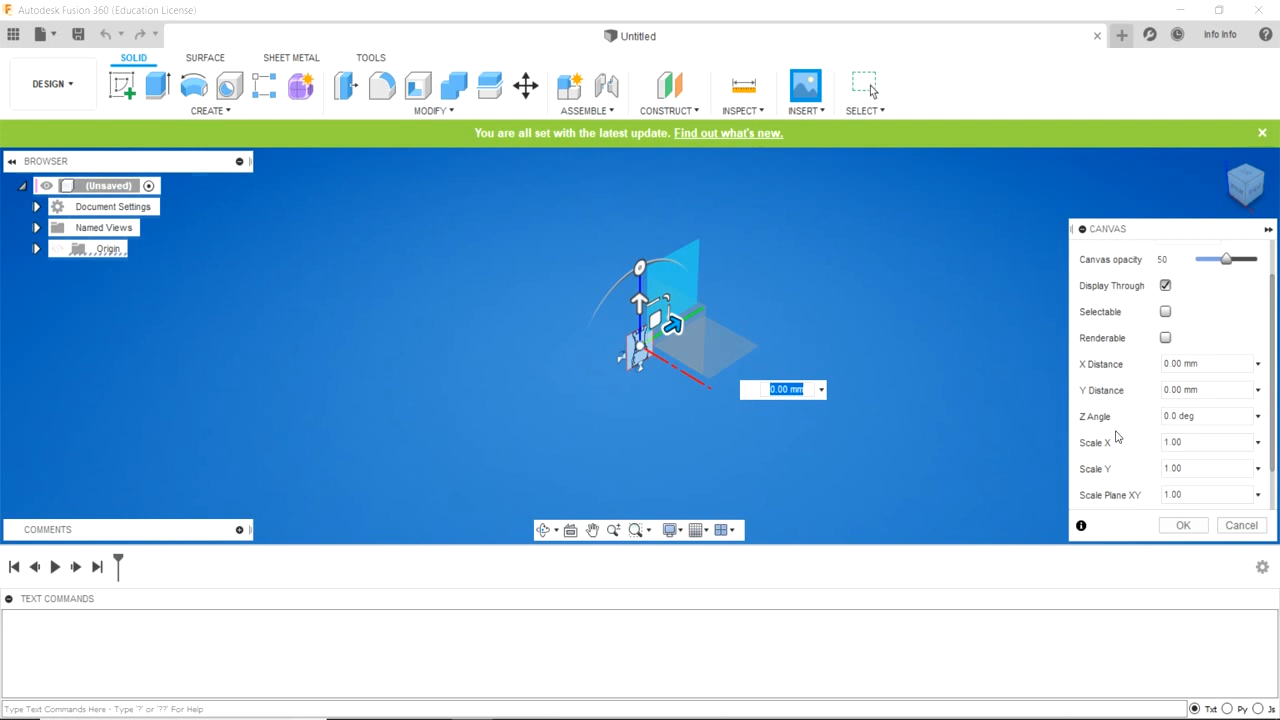 Autodesk Fusion 360 (Education License)
Untitled
Info Info
SOLID
SURFACE
SHEET METAL
TOOLS
DESIGN
CREATE
MODIFY
ASSEMBLE
CONSTRUCT
INSPECT
INSERT
SELECT
You are all set with the latest update. Find out what's new.
BROWSER
(Unsaved)
Document Settings
Named Views
Origin
CANVAS
Canvas opacity 50
Display Through
Selectable
Renderable
X Distance 0.00 mm
Y Distance 0.00 mm
Z Angle 0.0 deg
Scale X 1.00
Scale Y 1.00
Scale Plane XY 1.00
0.00 mm
OK Cancel
COMMENTS
TEXT COMMANDS
Type Text Commands Here - Type '?' or '??' For Help
Txt Py Js